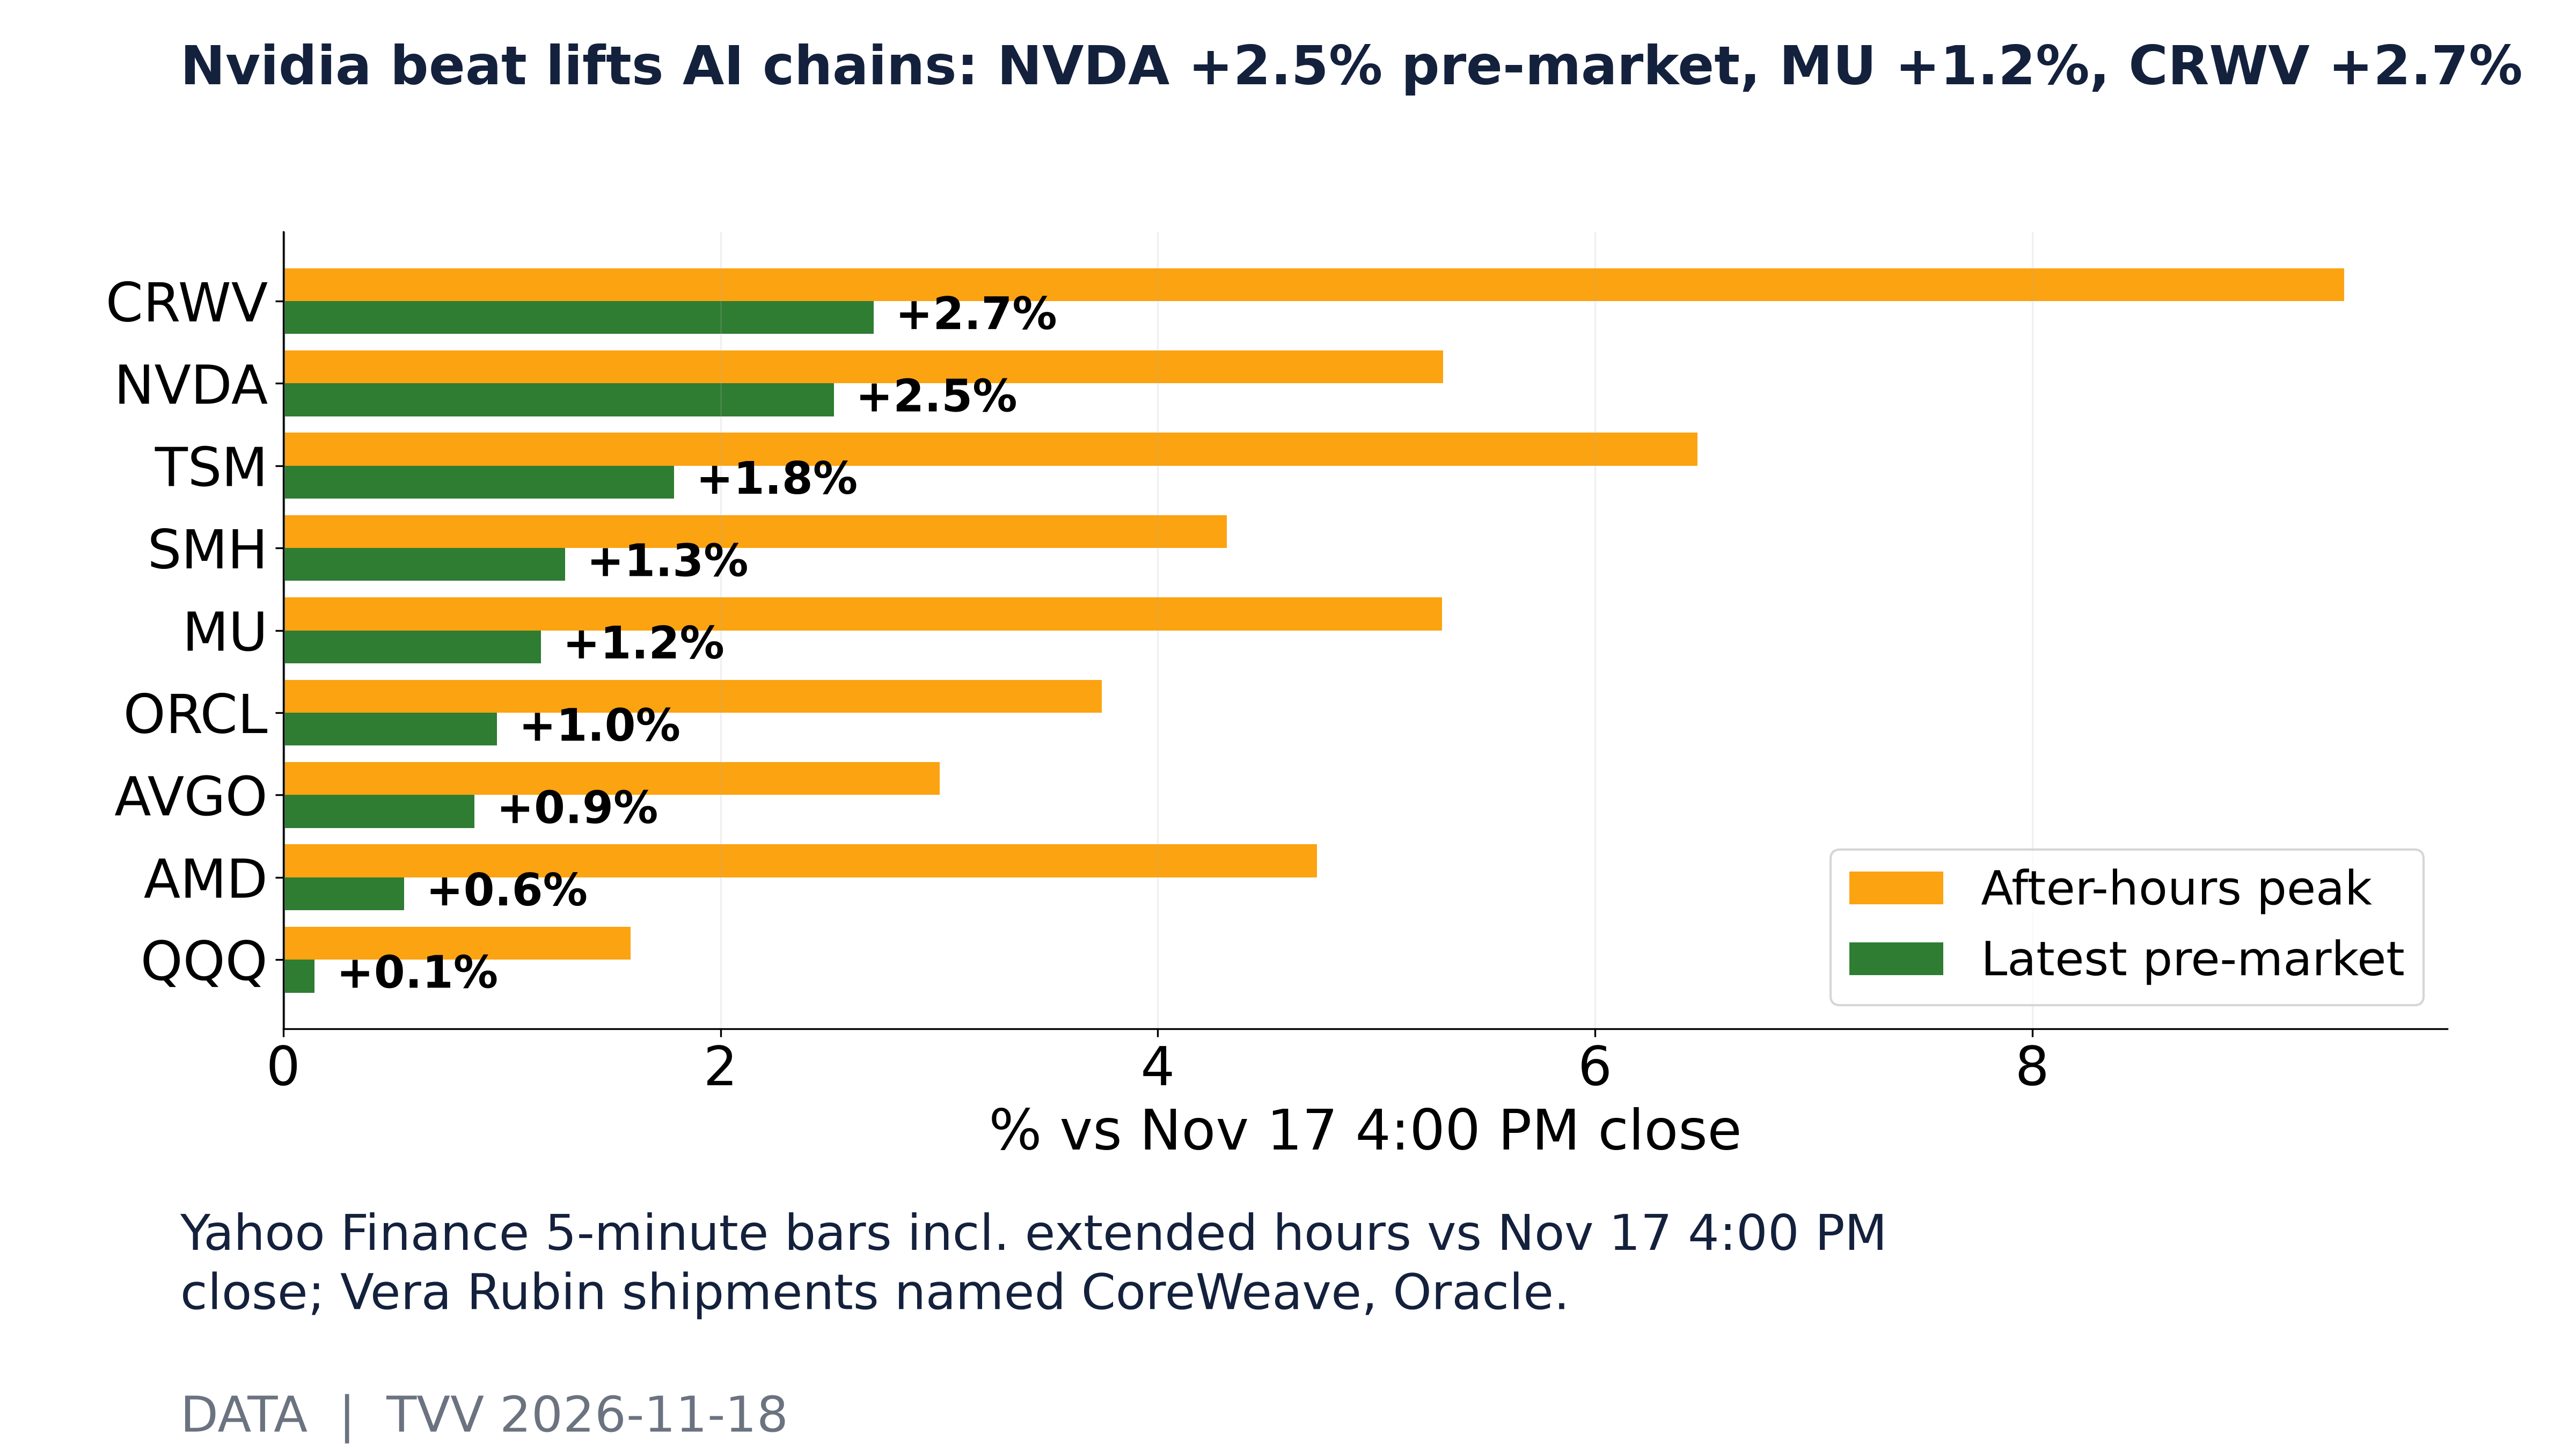 Nvidia beat lifts AI chains: NVDA +2.5% pre-market, MU +1.2%, CRWV +2.7%
CRWV +2.7%
NVDA +2.5%
TSM +1.8%
SMH +1.3%
MU +1.2%
ORCL +1.0%
AVGO +0.9%
AMD +0.6%
QQQ +0.1%
After-hours peak
Latest pre-market
0 2 4 6 8
% vs Nov 17 4:00 PM close
Yahoo Finance 5-minute bars incl. extended hours vs Nov 17 4:00 PM
close; Vera Rubin shipments named CoreWeave, Oracle.
DATA | TVV 2026-11-18